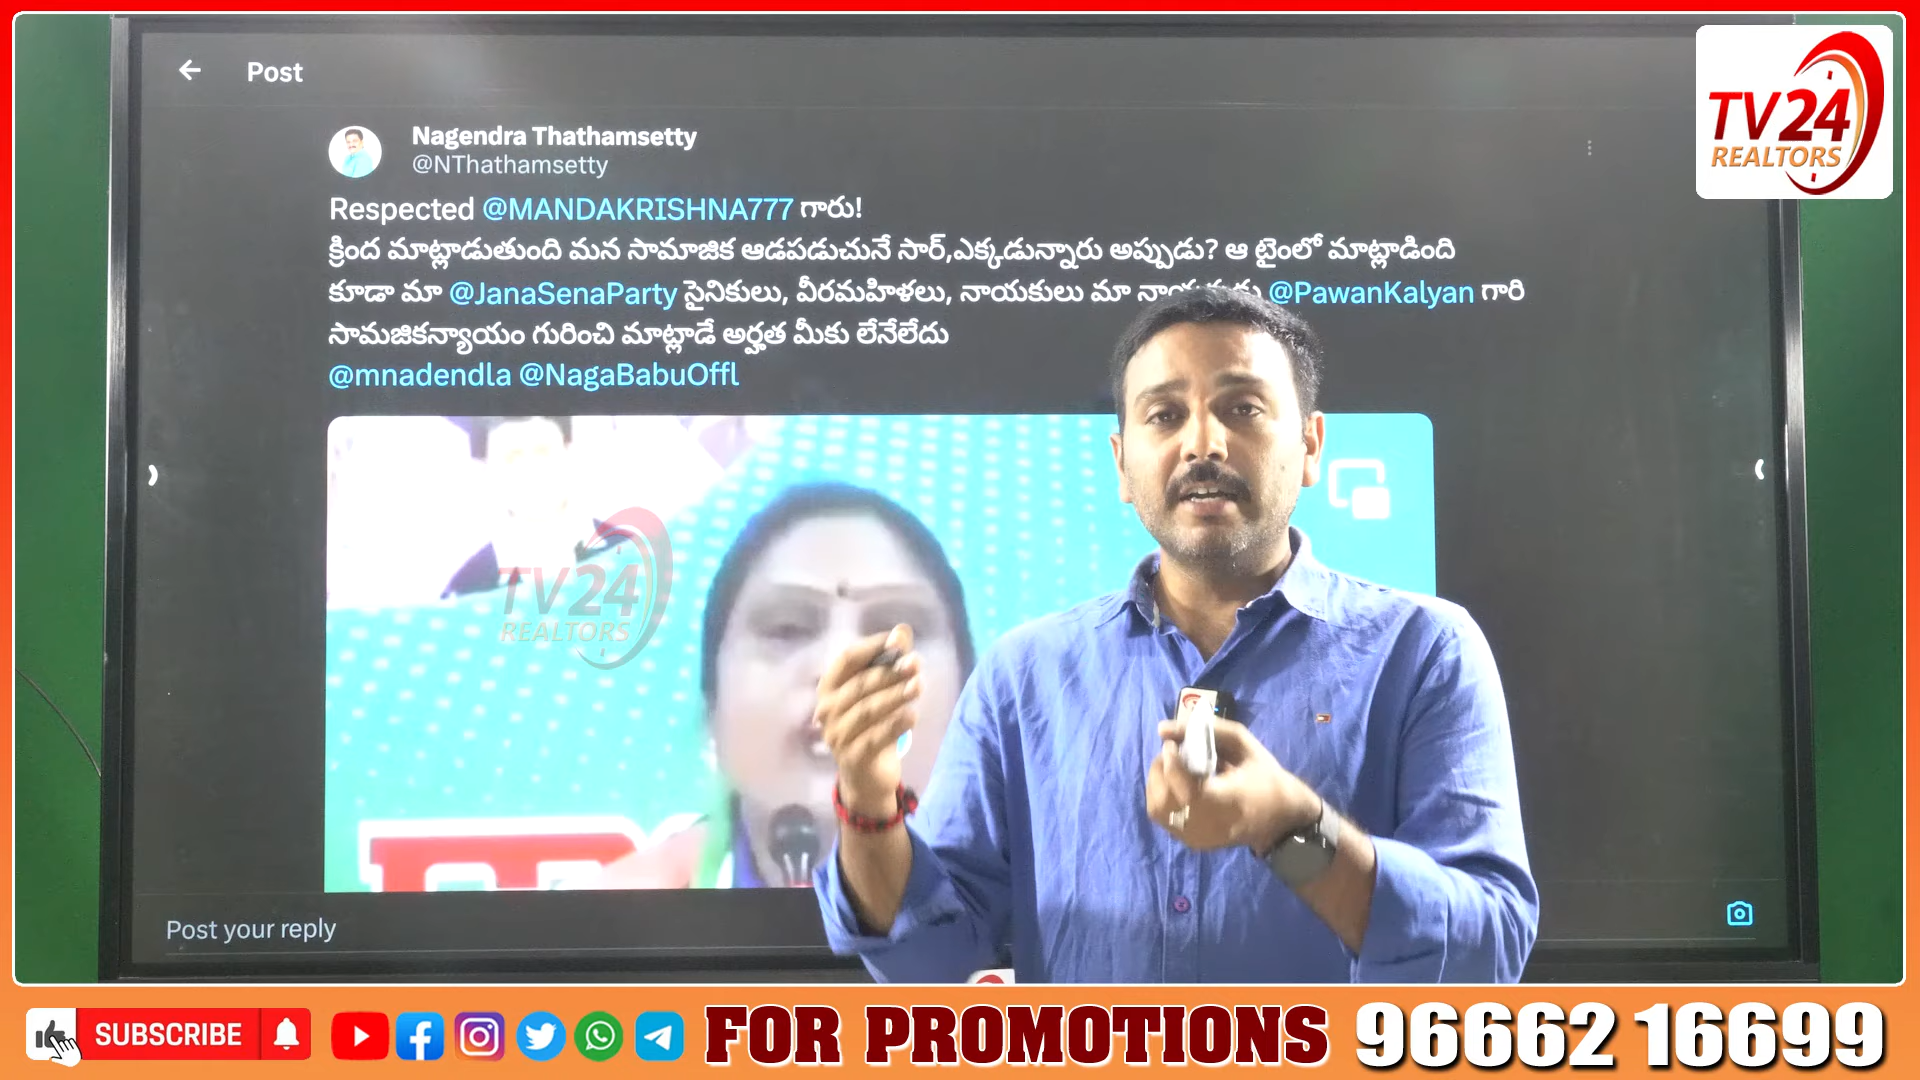 Post
TV24
REALTORS
Nagendra Thathamsetty
@NThathamsetty
Respected @MANDAKRISHNA777 గారు!
క్రింద మాట్లాడుతుంది మన సామాజిక ఆడపడుచునే సార్,ఎక్కడున్నారు అప్పుడు? ఆ టైంలో మాట్లాడింది
కూడా మా @JanaSenaParty సైనికులు, వీరమహిళలు, నాయకులు మా @PawanKalyan గారి
సామజికన్యాయం గురించి మాట్లాడే అర్హత మీకు లేనేలేదు
@mnadendla @NagaBabuOffl
TV24
REALTORS
Post your reply
SUBSCRIBE
FOR PROMOTIONS 96662 16699